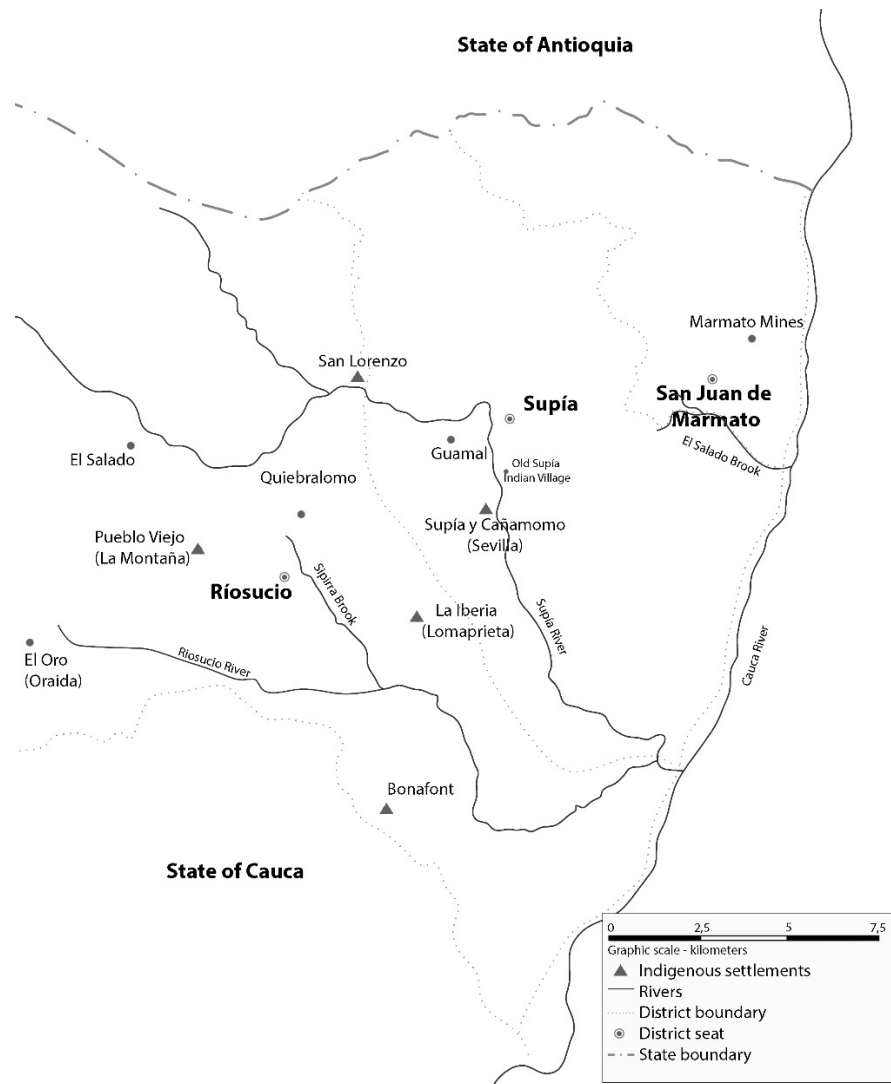 State of Antioquia
Marmato Mines
San Lorenzo
Supía
San Juan de
Marmato
El Salado
Guamal
El Salado Brook
Old Supía
Indian Village
Quiebralomo
Supía y Cañamomo
(Sevilla)
Pueblo Viejo
(La Montaña)
Ríosucio
Sipirra Brook
La Iberia
(Lomaprieta)
Supía River
Cauca River
El Oro
(Oraida)
Riosucio River
Bonafont
State of Cauca
0 2,5 5 7,5
Graphic scale - kilometers
Indigenous settlements
Rivers
District boundary
District seat
State boundary